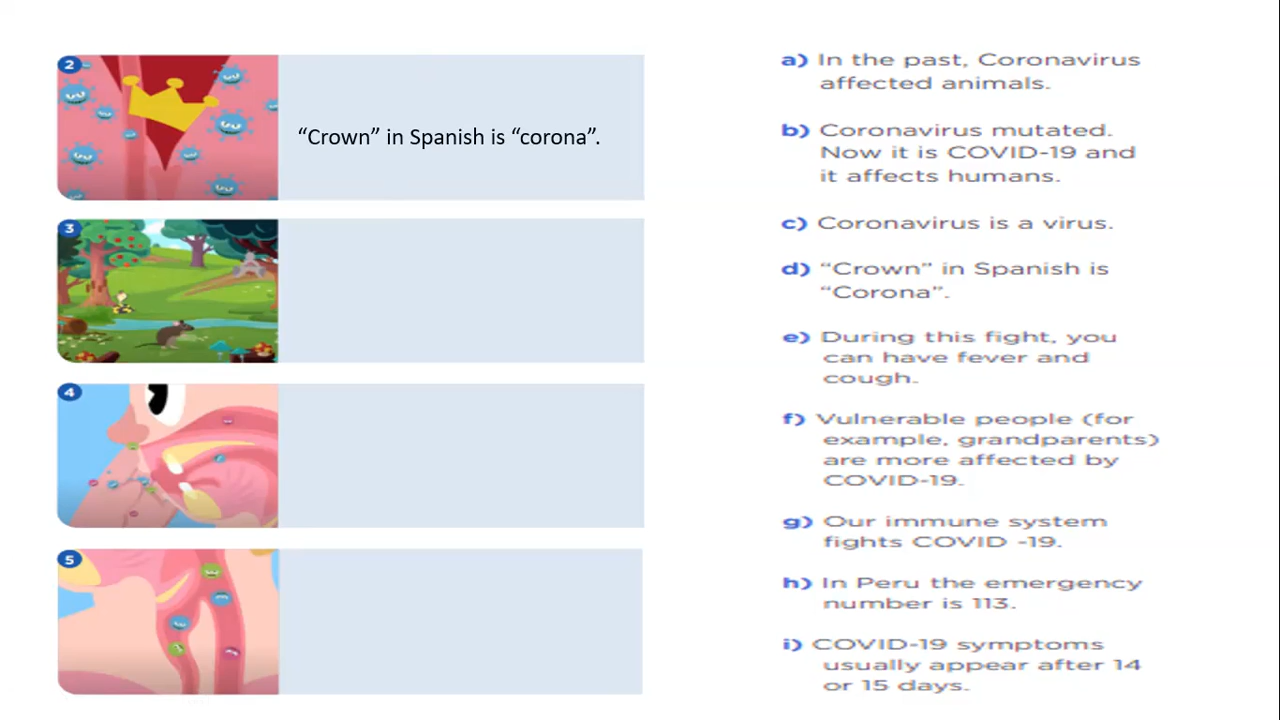 2
“Crown” in Spanish is “corona”.
3
4
5
a) In the past, Coronavirus
affected animals.
b) Coronavirus mutated.
Now it is COVID-19 and
it affects humans.
c) Coronavirus is a virus.
d) “Crown” in Spanish is
“Corona”.
e) During this fight, you
can have fever and
cough.
f) Vulnerable people (for
example, grandparents)
are more affected by
COVID-19.
g) Our immune system
fights COVID -19.
h) In Peru the emergency
number is 113.
i) COVID-19 symptoms
usually appear after 14
or 15 days.